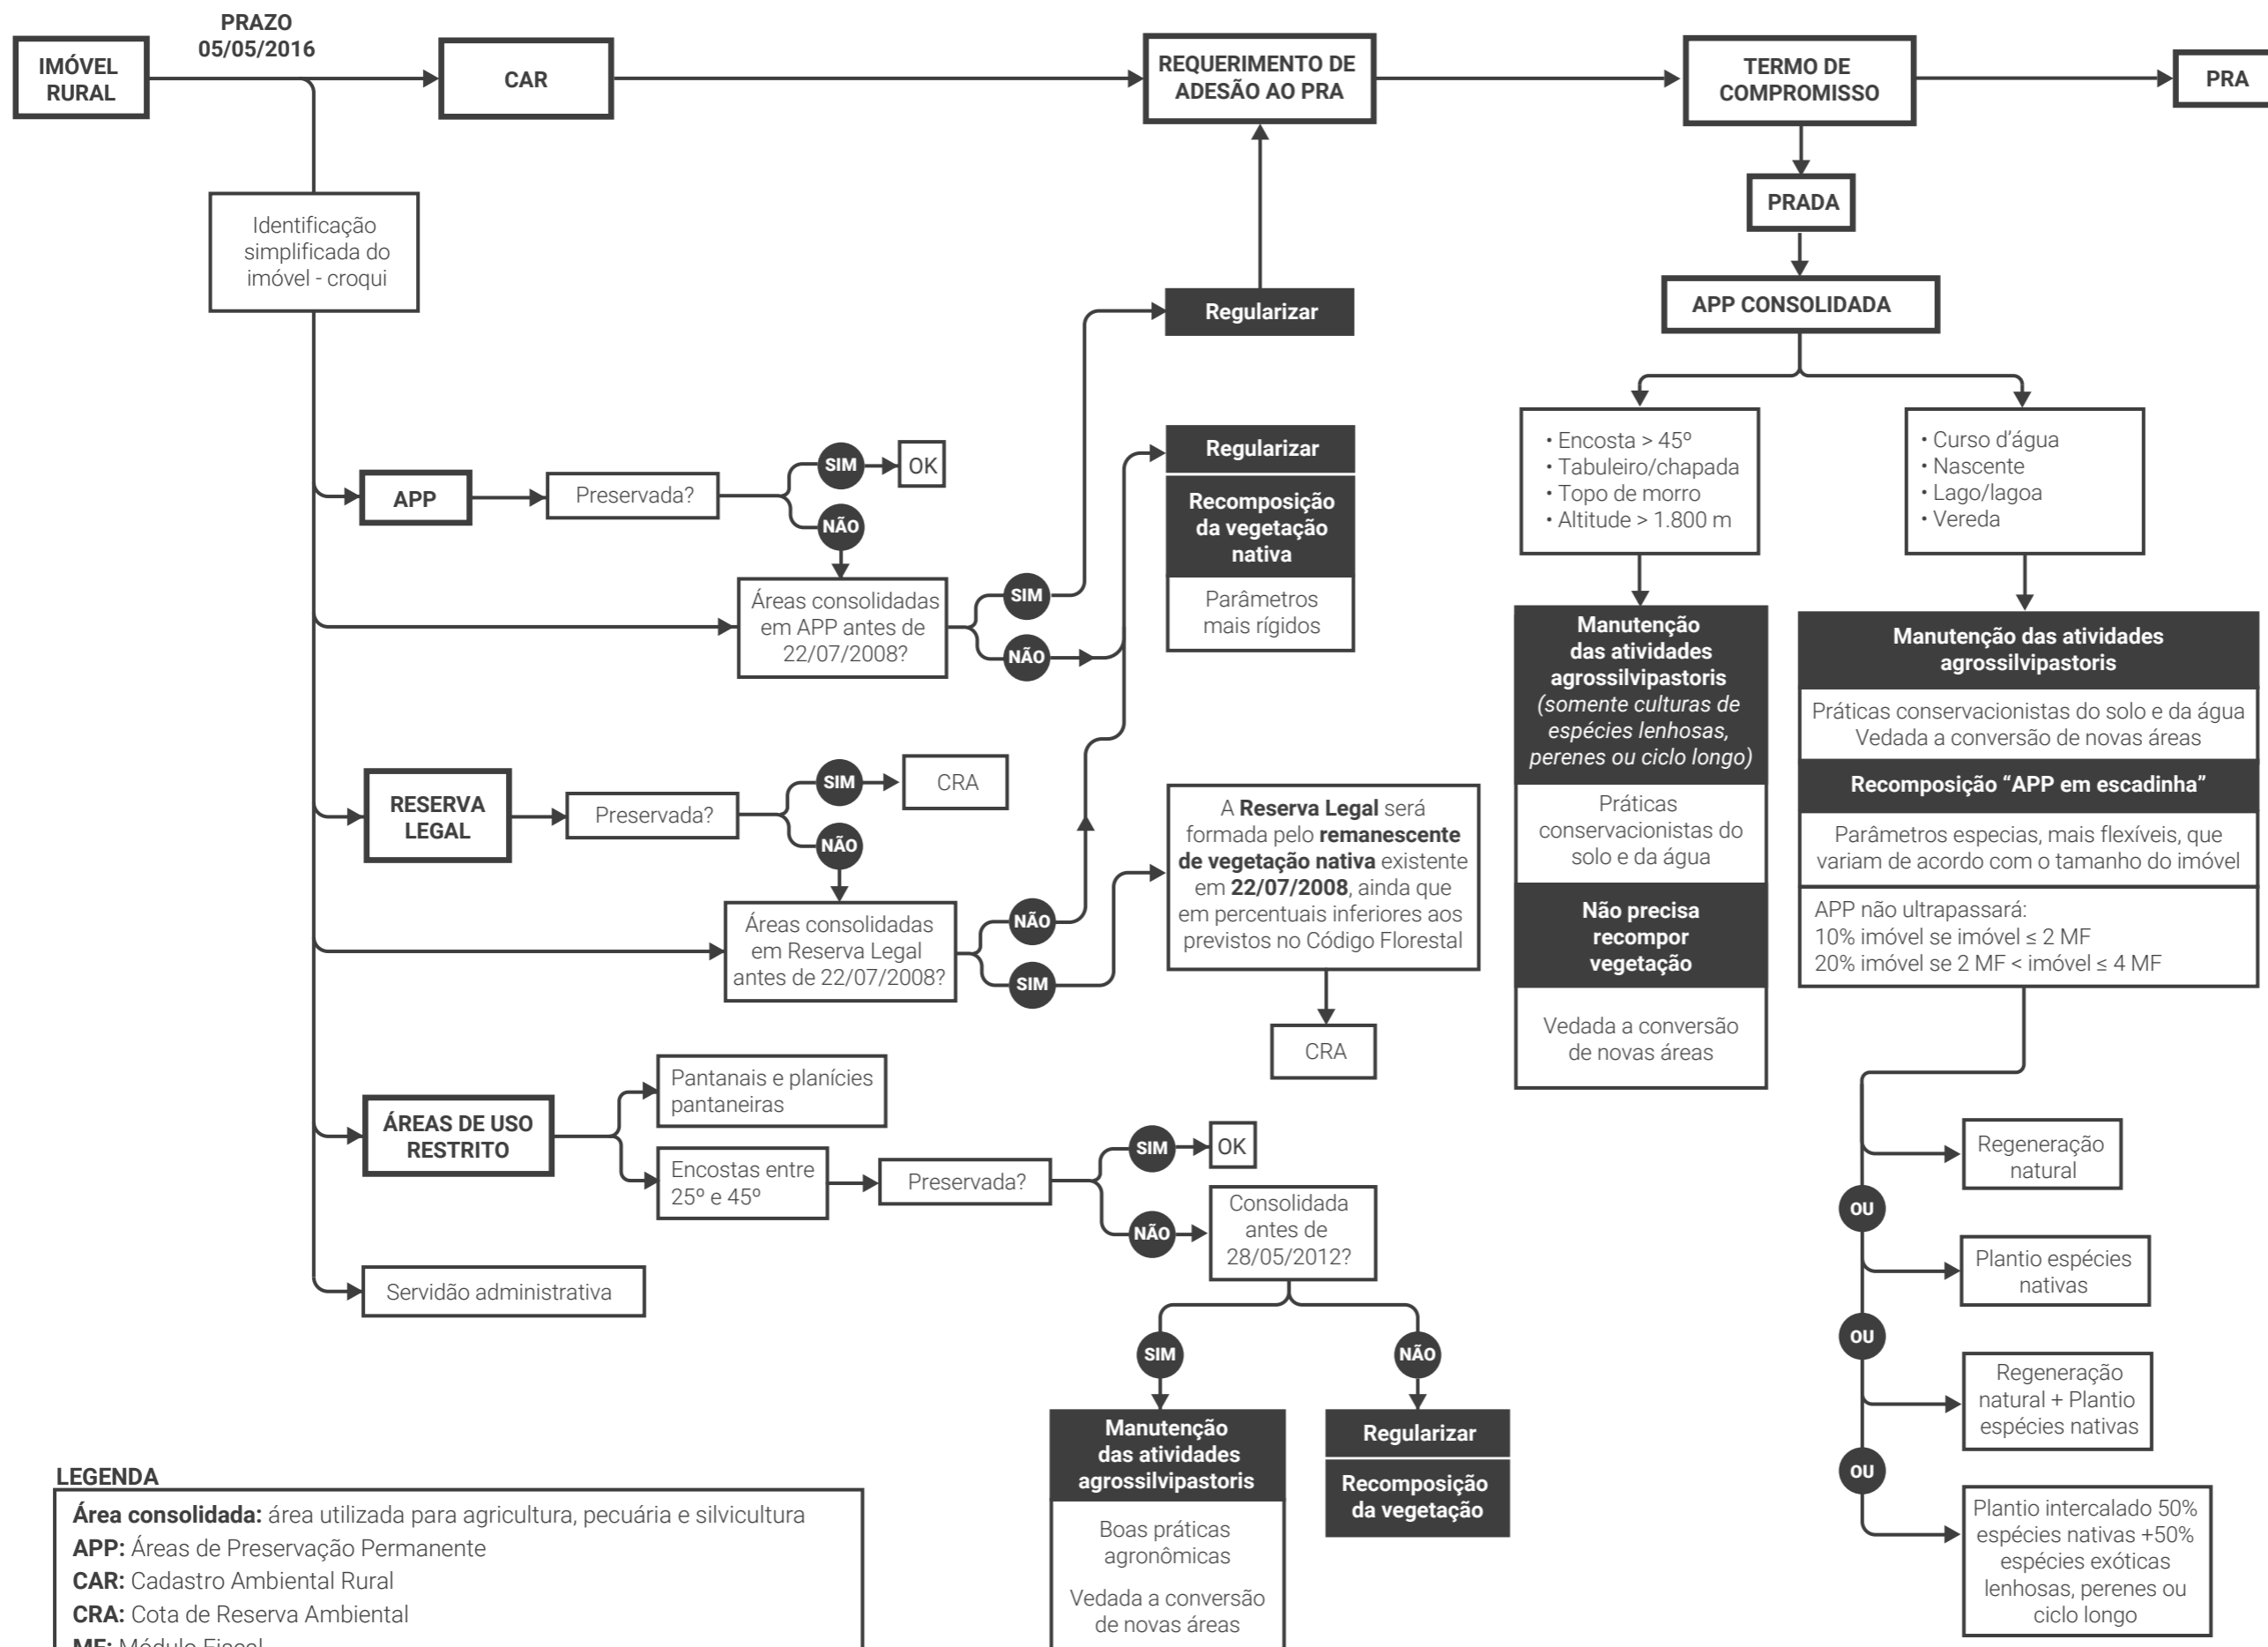 PRAZO
05/05/2016
IMÓVEL
RURAL
CAR
REQUERIMENTO DE
ADESÃO AO PRA
TERMO DE
COMPROMISSO
PRA
Identificação
simplificada do
imóvel - croqui
PRADA
APP CONSOLIDADA
Regularizar
APP
Preservada?
SIM
OK
NÃO
Áreas consolidadas
em APP antes de
22/07/2008?
SIM
NÃO
Regularizar
Recomposição
da vegetação
nativa
Parâmetros
mais rígidos
• Encosta > 45º
• Tabuleiro/chapada
• Topo de morro
• Altitude > 1.800 m
• Curso d'água
• Nascente
• Lago/lagoa
• Vereda
Manutenção
das atividades
agrossilvipastoris
(somente culturas de
espécies lenhosas,
perenes ou ciclo longo)
Práticas
conservacionistas do
solo e da água
Não precisa
recompor
vegetação
Vedada a conversão
de novas áreas
Manutenção das atividades
agrossilvipastoris
Práticas conservacionistas do solo e da água
Vedada a conversão de novas áreas
Recomposição “APP em escadinha”
Parâmetros especias, mais flexíveis, que
variam de acordo com o tamanho do imóvel
APP não ultrapassará:
10% imóvel se imóvel ≤ 2 MF
20% imóvel se 2 MF < imóvel ≤ 4 MF
RESERVA
LEGAL
Preservada?
SIM
CRA
NÃO
Áreas consolidadas
em Reserva Legal
antes de 22/07/2008?
NÃO
SIM
A Reserva Legal será
formada pelo remanescente
de vegetação nativa existente
em 22/07/2008, ainda que
em percentuais inferiores aos
previstos no Código Florestal
CRA
ÁREAS DE USO
RESTRITO
Pantanais e planícies
pantaneiras
Encostas entre
25º e 45º
Preservada?
SIM
OK
NÃO
Consolidada
antes de
28/05/2012?
Servidão administrativa
SIM
NÃO
Manutenção
das atividades
agrossilvipastoris
Boas práticas
agronômicas
Vedada a conversão
de novas áreas
Regularizar
Recomposição
da vegetação
Regeneração
natural
OU
Plantio espécies
nativas
OU
Regeneração
natural + Plantio
espécies nativas
OU
Plantio intercalado 50%
espécies nativas +50%
espécies exóticas
lenhosas, perenes ou
ciclo longo
LEGENDA
Área consolidada: área utilizada para agricultura, pecuária e silvicultura
APP: Áreas de Preservação Permanente
CAR: Cadastro Ambiental Rural
CRA: Cota de Reserva Ambiental
MF: Módulo Fiscal